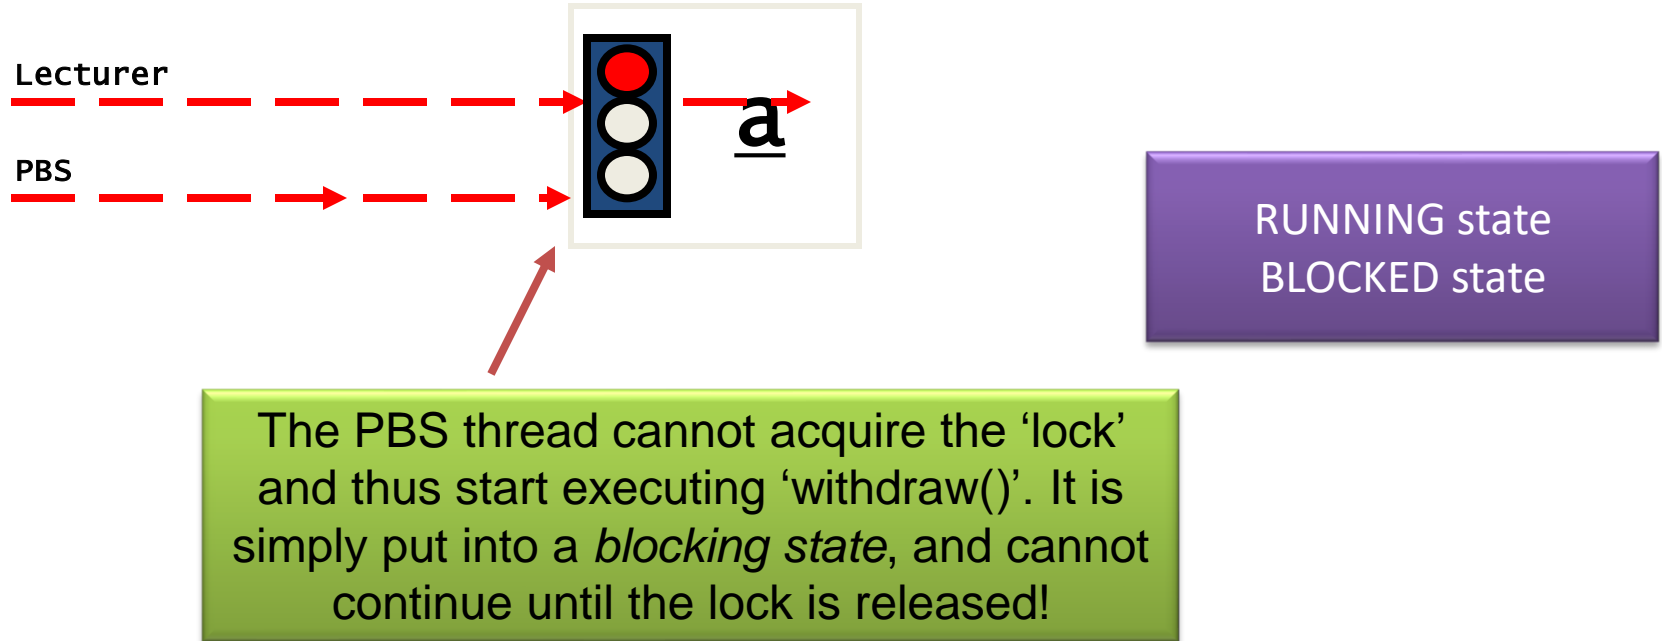 Lecturer
a
PBS
RUNNING state
BLOCKED state
The PBS thread cannot acquire the ‘lock’
and thus start executing ‘withdraw()’. It is
simply put into a blocking state, and cannot
continue until the lock is released!